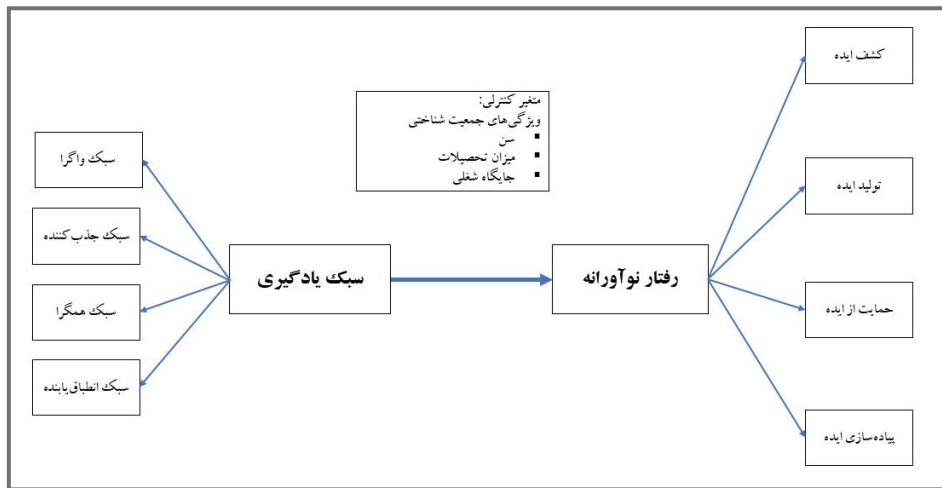 کشف ایده
متغیر کنترلی:
ویژگی‌های جمعیت شناختی
▪ سن
▪ میزان تحصیلات
▪ جایگاه شغلی
سبک واگرا
تولید ایده
سبک جذب‌کننده
رفتار نوآورانه
سبک یادگیری
سبک همگرا
حمایت از ایده
سبک انطباق‌یابنده
پیاده‌سازی ایده